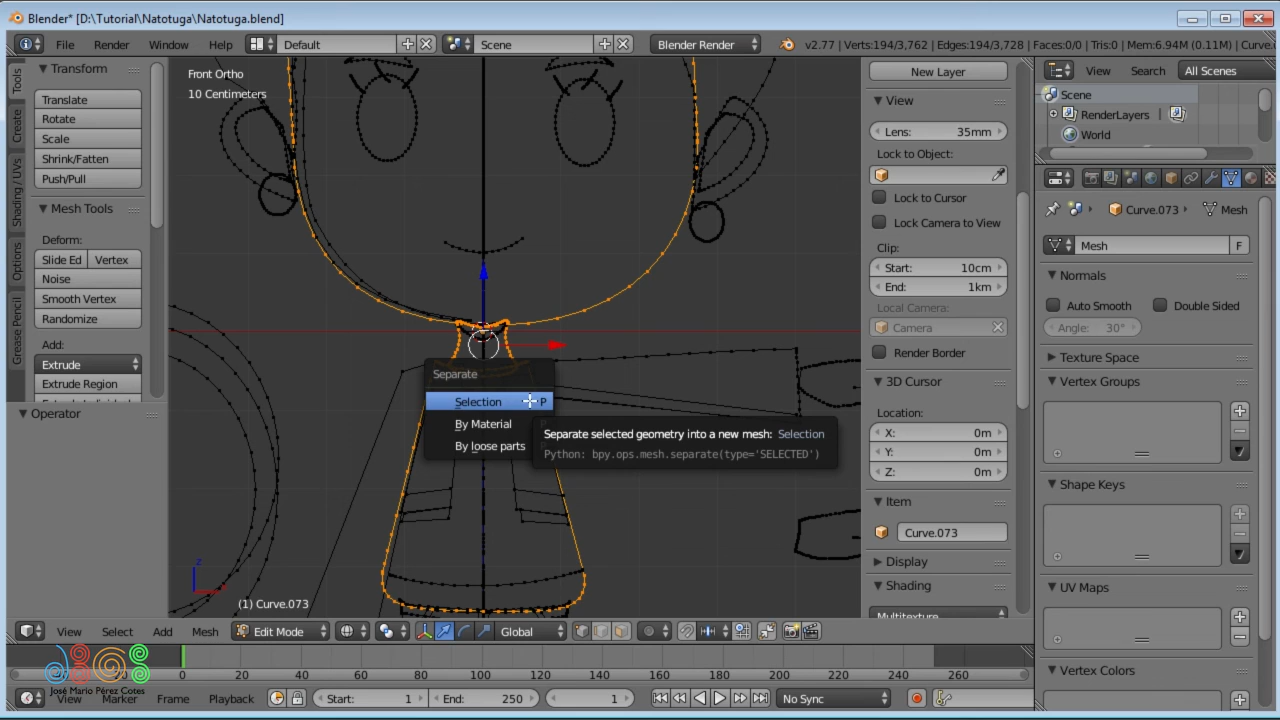 Blender* [D:\Tutorial\Natotuga\Natotuga.blend]
File Render Window Help Default Scene Blender Render v2.77 | Verts:194/3,762 | Edges:194/3,728 | Faces:0/0 | Tris:0 | Mem:6.94M (0.11M) | Curve.
Tools
Create
Shading / UVs
Options
Grease Pencil
Transform
Translate
Rotate
Scale
Shrink/Fatten
Push/Pull
Mesh Tools
Deform:
Slide Ed Vertex
Noise
Smooth Vertex
Randomize
Add:
Extrude
Extrude Region
Operator
Front Ortho
10 Centimeters
Separate
Selection P
By Material
By loose parts
Separate selected geometry into a new mesh: Selection
Python: bpy.ops.mesh.separate(type='SELECTED')
z
(1) Curve.073
New Layer
View
Lens: 35mm
Lock to Object:
Lock to Cursor
Lock Camera to View
Clip:
Start: 10cm
End: 1km
Local Camera:
Camera
Render Border
3D Cursor
Location:
X: 0m
Y: 0m
Z: 0m
Item
Curve.073
Display
Shading
Multitexture
View Search All Scenes
Scene
RenderLayers
World
Curve.073 Mesh
Mesh F
Normals
Auto Smooth Double Sided
Angle: 30°
Texture Space
Vertex Groups
Shape Keys
UV Maps
Vertex Colors
View Select Add Mesh Edit Mode Global
0 20 40 60 80 100 120 140 160 180 200 220 240 260
José Mario Pérez Cotes
View Marker Frame Playback Start: 1 End: 250 1 No Sync